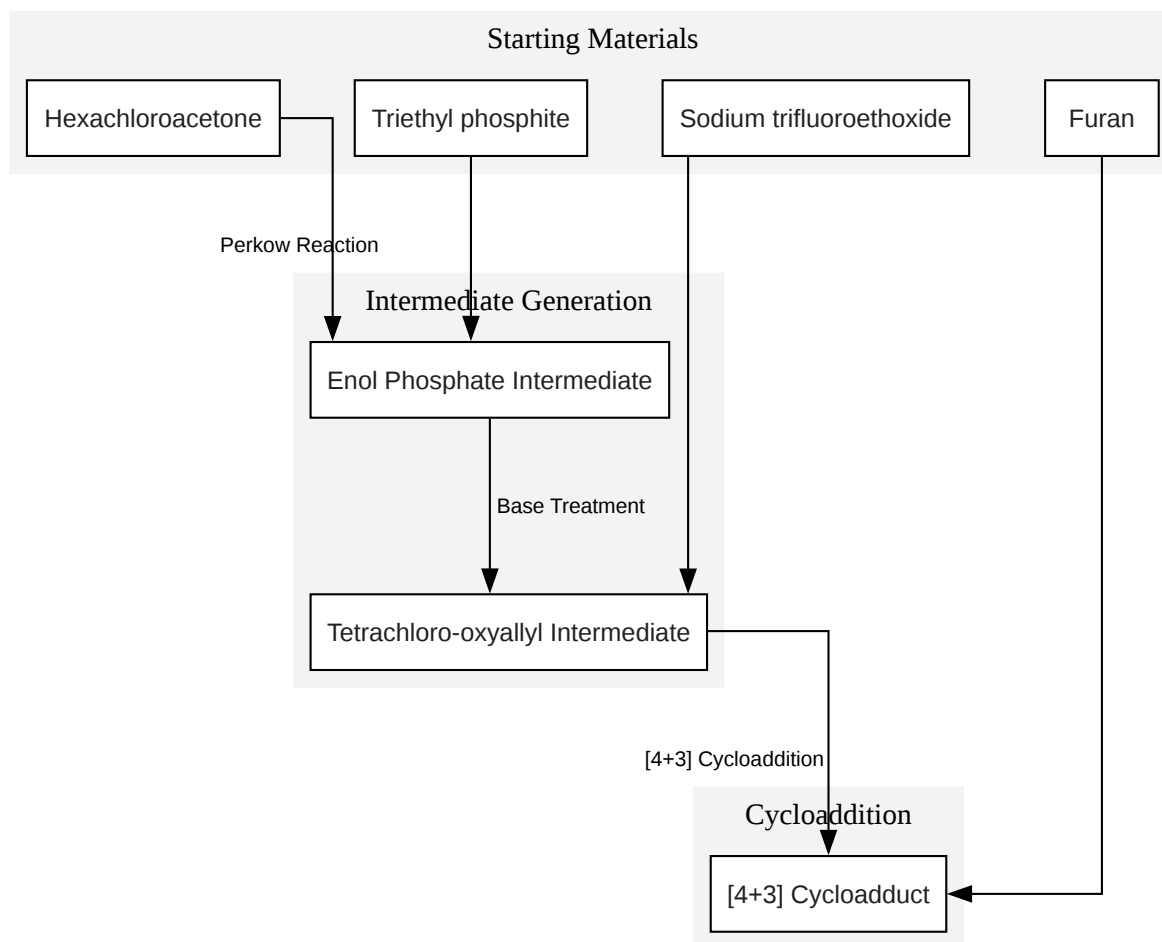 Starting Materials
Hexachloroacetone
Triethyl phosphite
Sodium trifluoroethoxide
Furan
Perkow Reaction
Intermediate Generation
Enol Phosphate Intermediate
Base Treatment
Tetrachloro-oxyallyl Intermediate
[4+3] Cycloaddition
Cycloaddition
[4+3] Cycloadduct